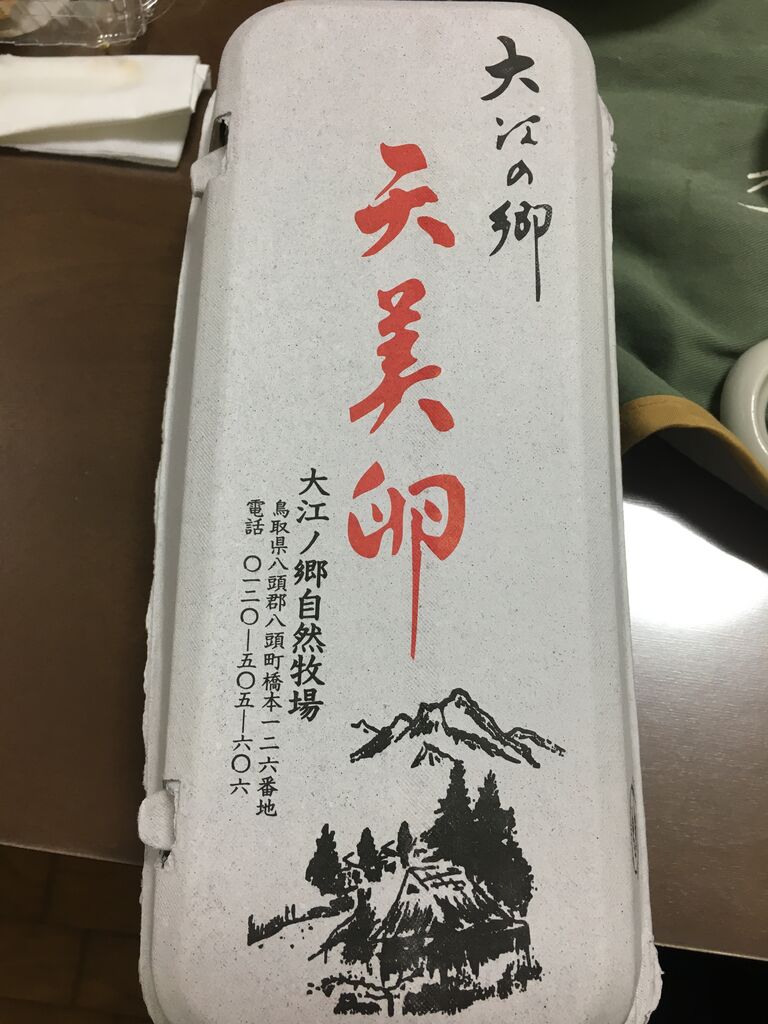 大江の郷
天美卵
大江ノ郷自然牧場
鳥取県八頭郡八頭町橋本一二六番地
電話 〇一二〇―五〇五―六〇六